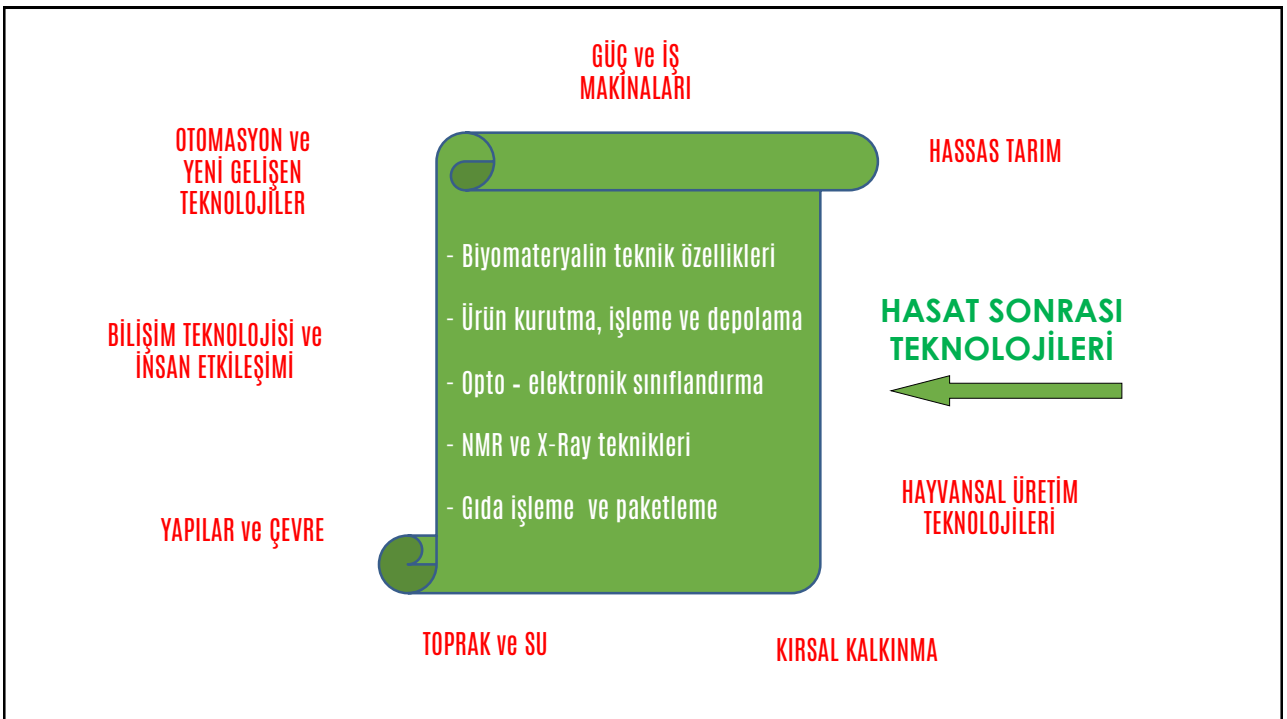 GÜÇ ve İŞ
MAKİNALARI
OTOMASYON ve
YENİ GELİŞEN
TEKNOLOJİLER
HASSAS TARIM
- Biyomateryalin teknik özellikleri
- Ürün kurutma, işleme ve depolama
- Opto – elektronik sınıflandırma
- NMR ve X-Ray teknikleri
- Gıda işleme ve paketleme
HASAT SONRASI
TEKNOLOJİLERİ
BİLİŞİM TEKNOLOJİSİ ve
İNSAN ETKİLEŞİMİ
HAYVANSAL ÜRETİM
TEKNOLOJİLERİ
YAPILAR ve ÇEVRE
TOPRAK ve SU
KIRSAL KALKINMA